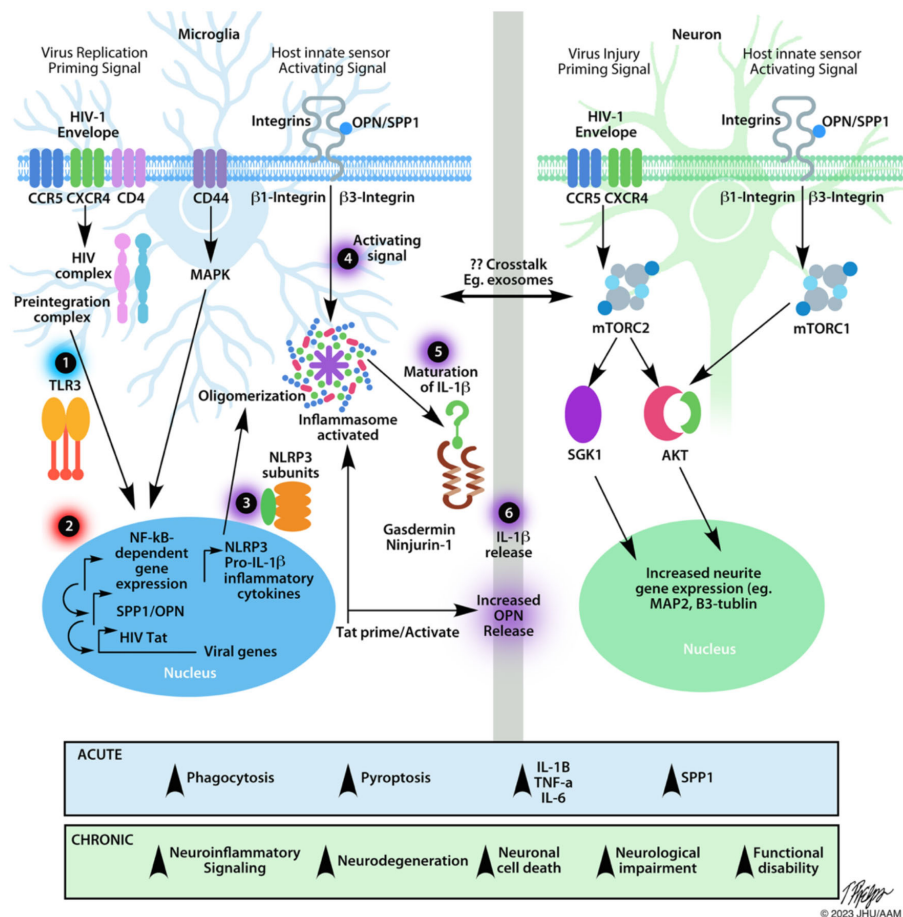 Microglia
Virus Replication
Priming Signal
Host innate sensor
Activating Signal
HIV-1
Envelope
Integrins
OPN/SPP1
CCR5 CXCR4 CD4
CD44
β1-Integrin
β3-Integrin
HIV
complex
Preintegration
complex
MAPK
4
Activating
signal
1
TLR3
Oligomerization
Inflammasome
activated
5
Maturation
of IL-1β
NLRP3
subunits
3
2
Gasdermin
Ninjurin-1
6
IL-1β
release
NF-kB-
dependent
gene
expression
NLRP3
Pro-IL-1β
inflammatory
cytokines
SPP1/OPN
HIV Tat
Viral genes
Nucleus
Tat prime/Activate
Increased
OPN
Release
?? Crosstalk
Eg. exosomes
Neuron
Virus Injury
Priming Signal
Host innate sensor
Activating Signal
HIV-1
Envelope
Integrins
OPN/SPP1
CCR5 CXCR4
β1-Integrin
β3-Integrin
mTORC2
mTORC1
SGK1
AKT
Increased neurite
gene expression (eg.
MAP2, B3-tublin
Nucleus
ACUTE
Phagocytosis
Pyroptosis
IL-1B
TNF-a
IL-6
SPP1
CHRONIC
Neuroinflammatory
Signaling
Neurodegeneration
Neuronal
cell death
Neurological
impairment
Functional
disability
© 2023 JHU/AAM